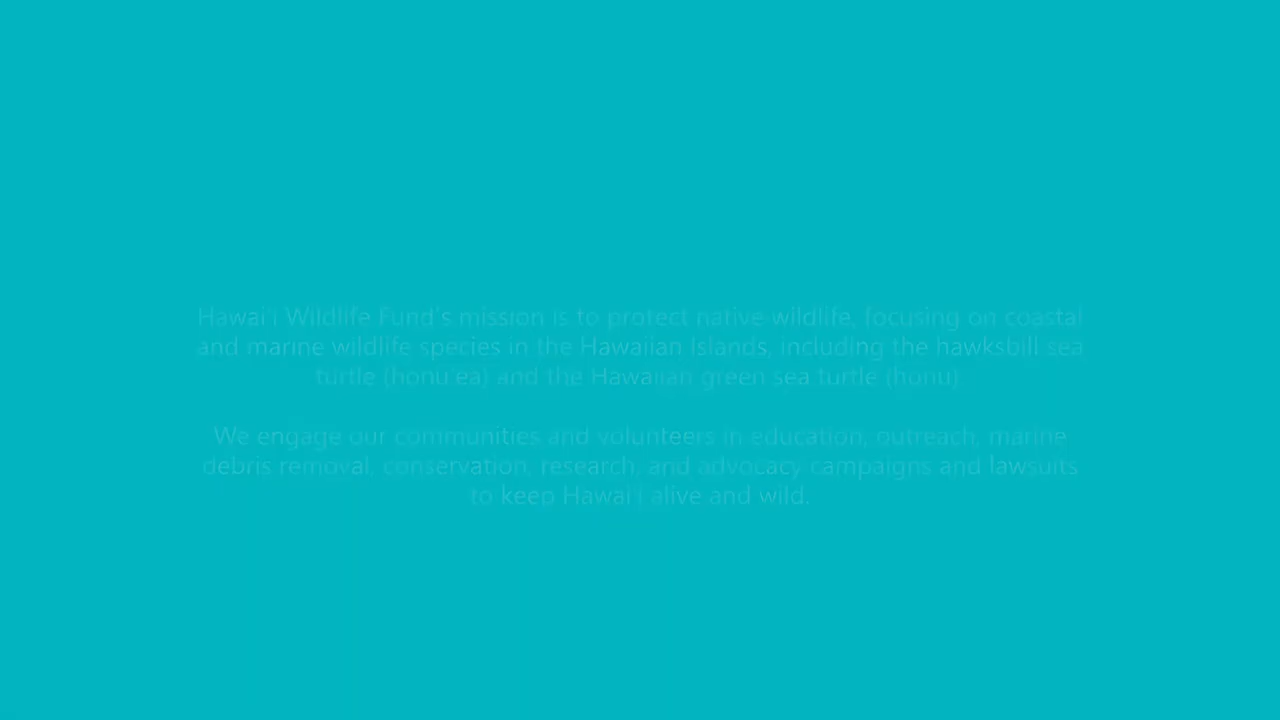 Hawai'i Wildlife Fund's mission is to protect native wildlife, focusing on coastal
and marine wildlife species in the Hawaiian Islands, including the hawksbill sea
turtle (honu'ea) and the Hawaiian green sea turtle (honu)
We engage our communities and volunteers in education, outreach, marine
debris removal, conservation, research, and advocacy campaigns and lawsuits
to keep Hawai'i alive and wild.